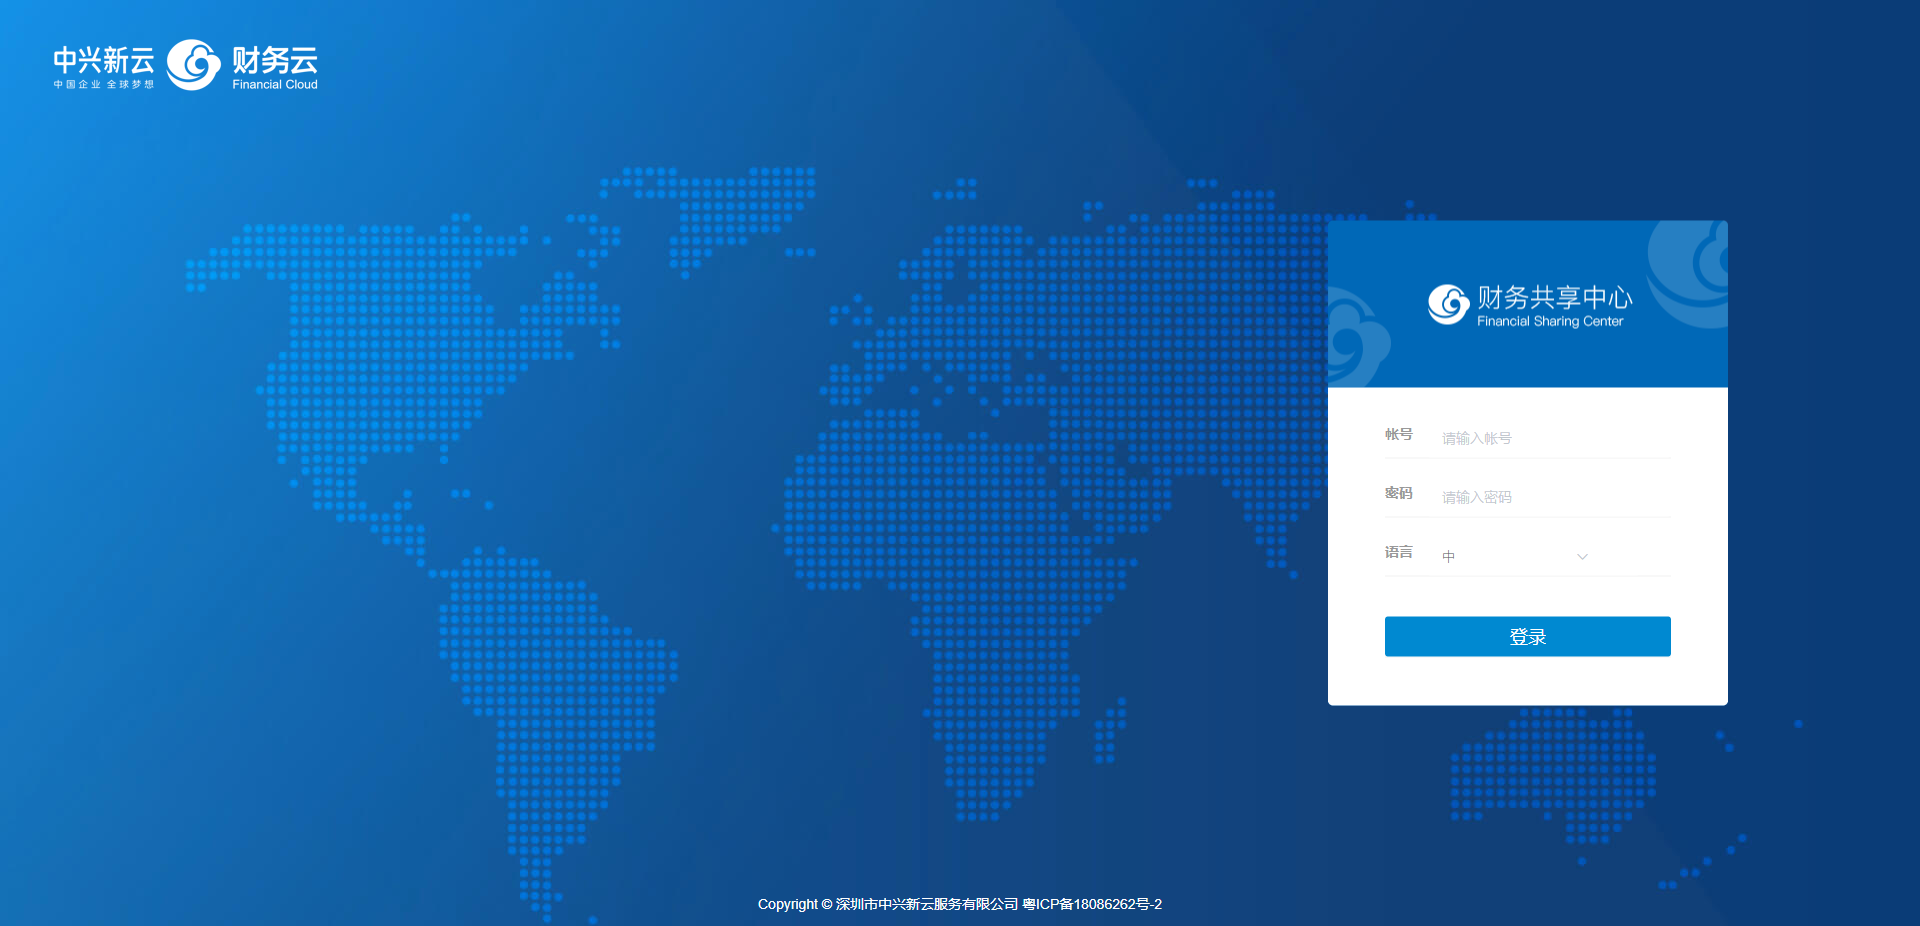 中兴新云
中国企业 全球梦想
财务云
Financial Cloud
财务共享中心
Financial Sharing Center
帐号
请输入帐号
密码
请输入密码
语言
中
登录
Copyright © 深圳市中兴新云服务有限公司 粤ICP备18086262号-2